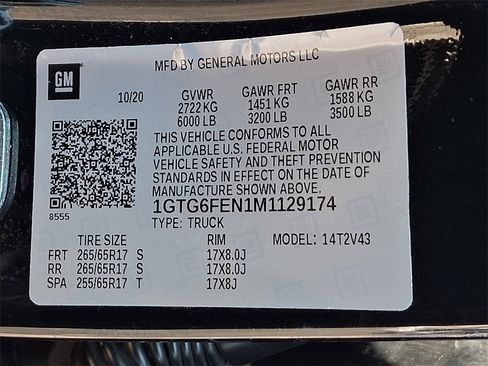 GM
MFD BY GENERAL MOTORS LLC
10/20 GVWR GAWR FRT GAWR RR
2722 KG 1451 KG 1588 KG
6000 LB 3200 LB 3500 LB
THIS VEHICLE CONFORMS TO ALL
APPLICABLE U.S. FEDERAL MOTOR
VEHICLE SAFETY AND THEFT PREVENTION
STANDARDS IN EFFECT ON THE DATE OF
MANUFACTURE SHOWN ABOVE.
8555
1GTG6FEN1M1129174
TYPE: TRUCK
TIRE SIZE RIM MODEL: 14T2V43
FRT 265/65R17 S 17X8.0J
RR 265/65R17 S 17X8.0J
SPA 255/65R17 T 17X8J